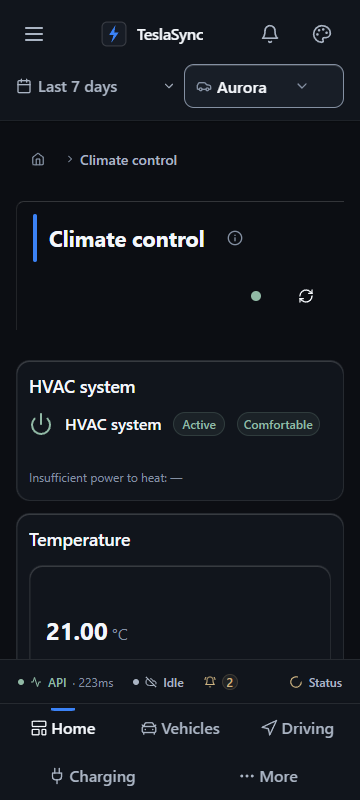 TeslaSync
Last 7 days
Aurora
Climate control
Climate control
HVAC system
HVAC system Active Comfortable
Insufficient power to heat: —
Temperature
21.00 °C
API · 223ms Idle 2 Status
Home Vehicles Driving
Charging More